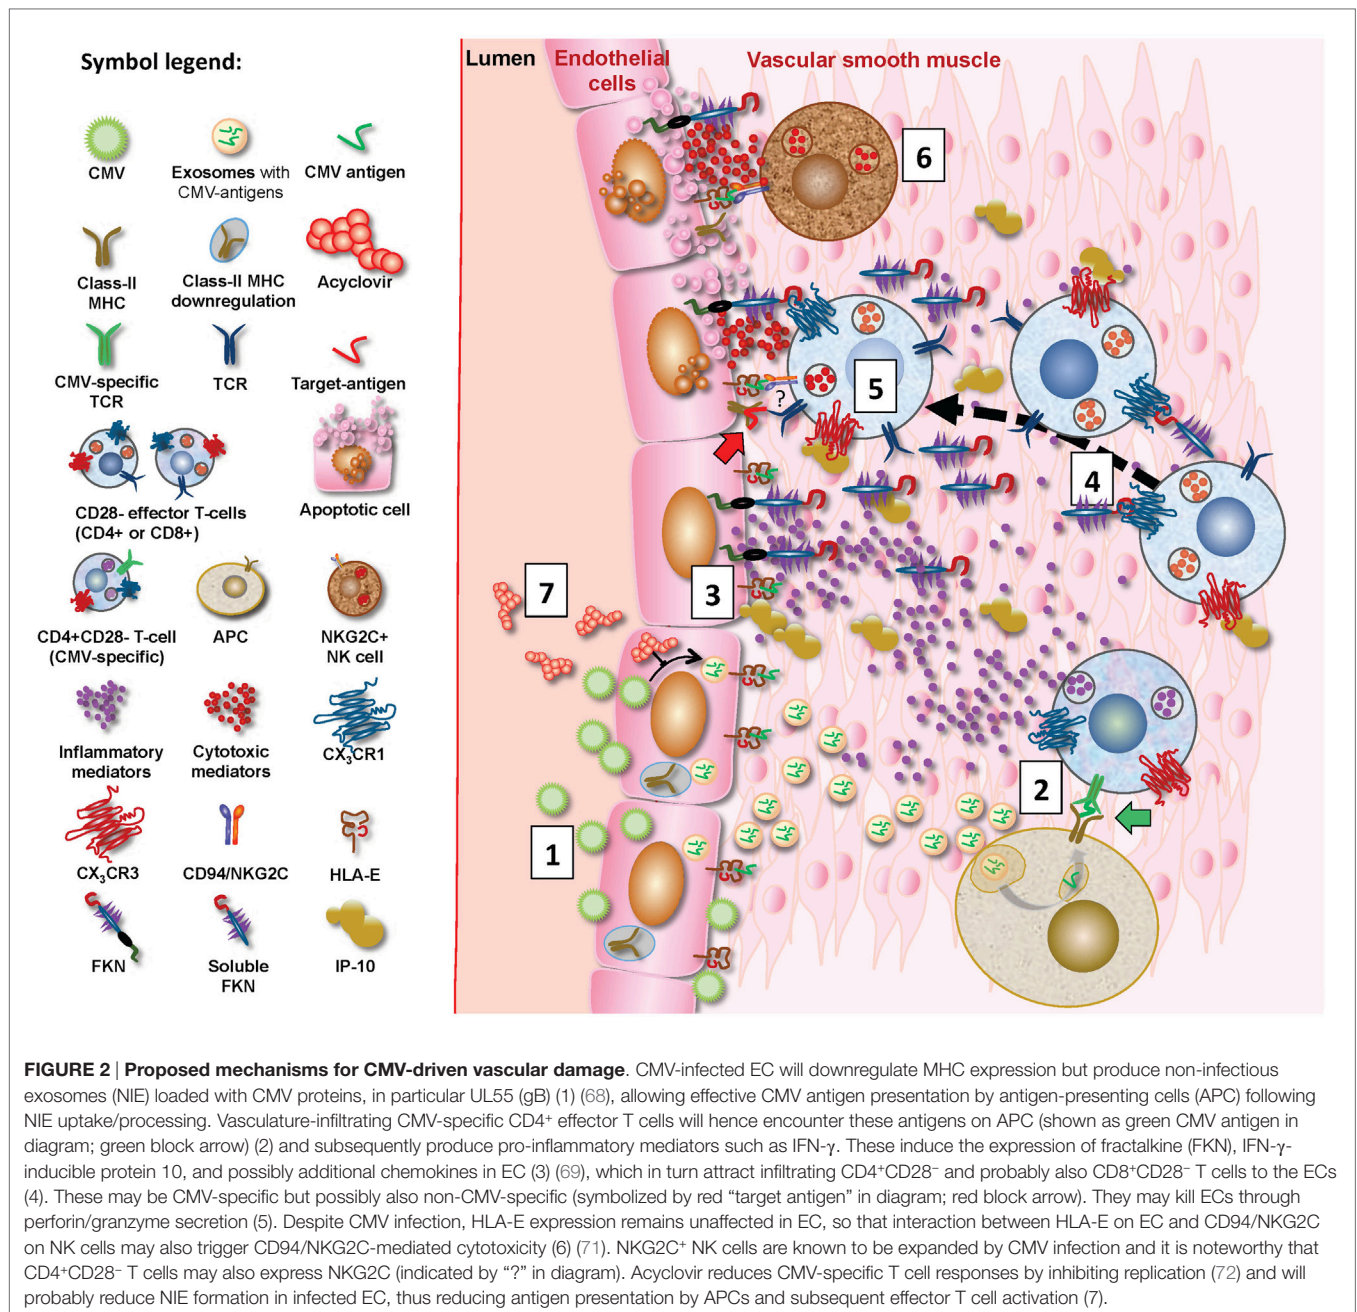 Symbol legend:
CMV
Exosomes with
CMV-antigens
CMV antigen
Class-II
MHC
Class-II MHC
downregulation
Acyclovir
CMV-specific
TCR
TCR
Target-antigen
CD28- effector T-cells
(CD4+ or CD8+)
Apoptotic cell
CD4+CD28- T-cell
(CMV-specific)
APC
NKG2C+
NK cell
Inflammatory
mediators
Cytotoxic
mediators
CX₃CR1
CX₃CR3
CD94/NKG2C
HLA-E
FKN
Soluble
FKN
IP-10
Lumen
Endothelial
cells
Vascular smooth muscle
6
5
?
4
3
7
2
1
FIGURE 2 | Proposed mechanisms for CMV-driven vascular damage. CMV-infected EC will downregulate MHC expression but produce non-infectious
exosomes (NIE) loaded with CMV proteins, in particular UL55 (gB) (1) (68), allowing effective CMV antigen presentation by antigen-presenting cells (APC) following
NIE uptake/processing. Vasculature-infiltrating CMV-specific CD4⁺ effector T cells will hence encounter these antigens on APC (shown as green CMV antigen in
diagram; green block arrow) (2) and subsequently produce pro-inflammatory mediators such as IFN-γ. These induce the expression of fractalkine (FKN), IFN-γ-
inducible protein 10, and possibly additional chemokines in EC (3) (69), which in turn attract infiltrating CD4⁺CD28⁻ and probably also CD8⁺CD28⁻ T cells to the ECs
(4). These may be CMV-specific but possibly also non-CMV-specific (symbolized by red “target antigen” in diagram; red block arrow). They may kill ECs through
perforin/granzyme secretion (5). Despite CMV infection, HLA-E expression remains unaffected in EC, so that interaction between HLA-E on EC and CD94/NKG2C
on NK cells may also trigger CD94/NKG2C-mediated cytotoxicity (6) (71). NKG2C⁺ NK cells are known to be expanded by CMV infection and it is noteworthy that
CD4⁺CD28⁻ T cells may also express NKG2C (indicated by “?” in diagram). Acyclovir reduces CMV-specific T cell responses by inhibiting replication (72) and will
probably reduce NIE formation in infected EC, thus reducing antigen presentation by APCs and subsequent effector T cell activation (7).